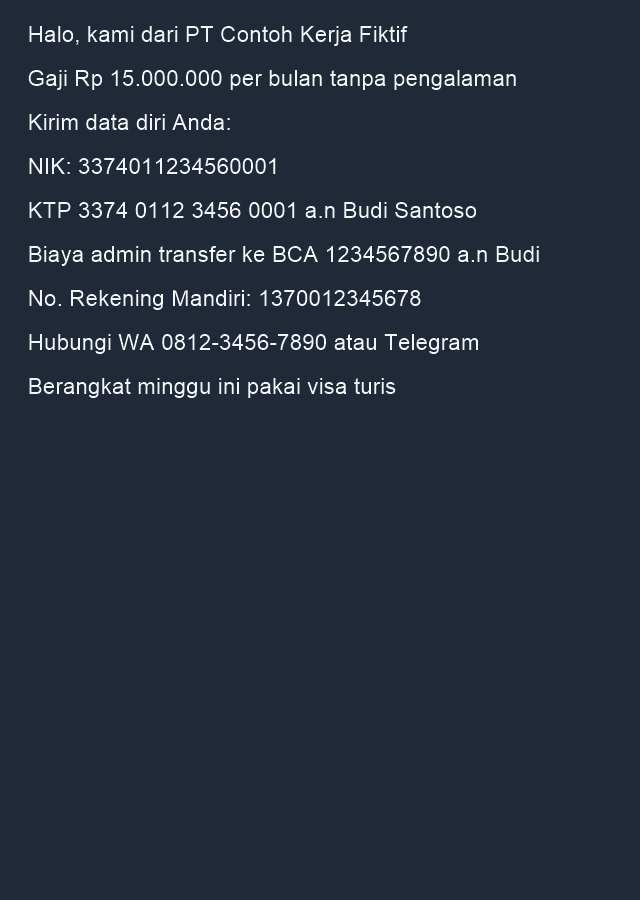 Halo, kami dari PT Contoh Kerja Fiktif
Gaji Rp 15.000.000 per bulan tanpa pengalaman
Kirim data diri Anda:
NIK: 3374011234560001
KTP 3374 0112 3456 0001 a.n Budi Santoso
Biaya admin transfer ke BCA 1234567890 a.n Budi
No. Rekening Mandiri: 1370012345678
Hubungi WA 0812-3456-7890 atau Telegram
Berangkat minggu ini pakai visa turis